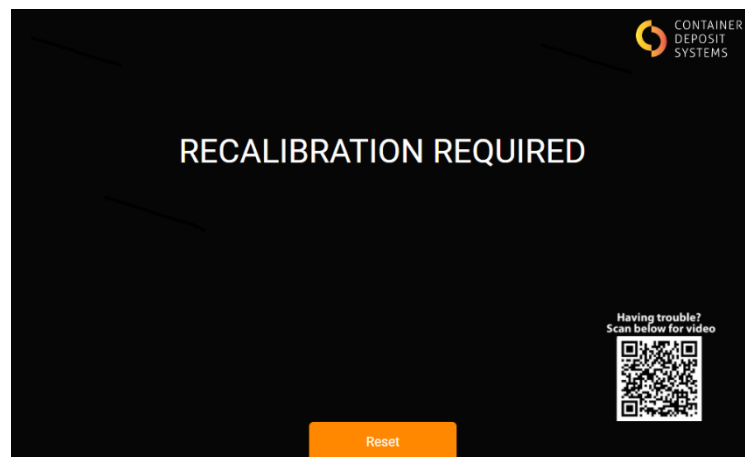 CONTAINER
DEPOSIT
SYSTEMS
RECALIBRATION REQUIRED
Having trouble?
Scan below for video
Reset